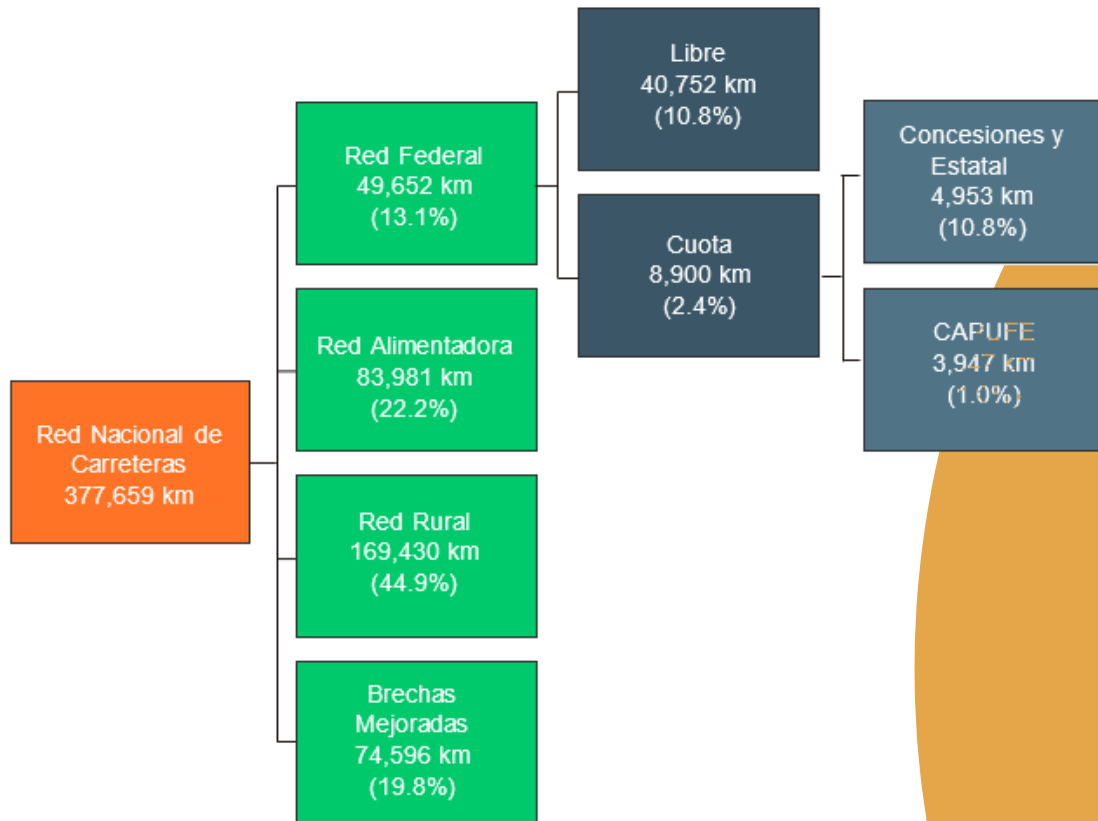 Red Nacional de
Carreteras
377,659 km
Red Federal
49,652 km
(13.1%)
Red Alimentadora
83,981 km
(22.2%)
Red Rural
169,430 km
(44.9%)
Brechas
Mejoradas
74,596 km
(19.8%)
Libre
40,752 km
(10.8%)
Cuota
8,900 km
(2.4%)
Concesiones y
Estatal
4,953 km
(10.8%)
CAPUFE
3,947 km
(1.0%)